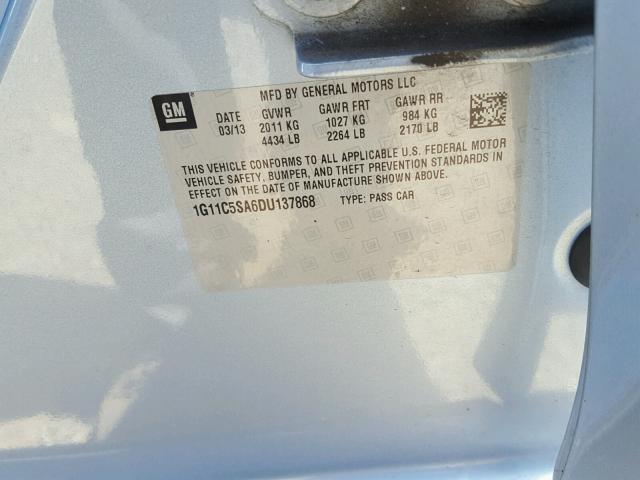 GM
MFD BY GENERAL MOTORS LLC
DATE GVWR GAWR FRT GAWR RR
03/13 2011 KG 1027 KG 984 KG
4434 LB 2264 LB 2170 LB
THIS VEHICLE CONFORMS TO ALL APPLICABLE U.S. FEDERAL MOTOR
VEHICLE SAFETY, BUMPER, AND THEFT PREVENTION STANDARDS IN
EFFECT ON THE DATE OF MANUFACTURE SHOWN ABOVE.
1G11C5SA6DU137868 TYPE: PASS CAR